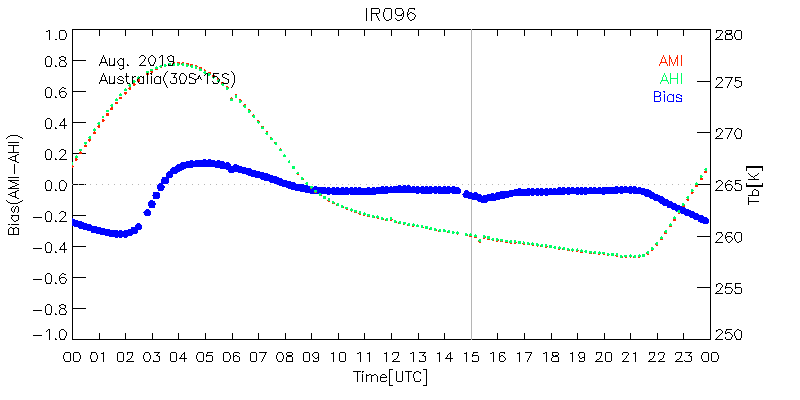 IR096
1.0
0.8
0.6
0.4
0.2
0.0
−0.2
−0.4
−0.6
−0.8
−1.0
Bias(AMI−AHI)
Aug. 2019
Australia(30S~15S)
AMI
AHI
Bias
280
275
270
265
260
255
250
Tb[K]
00 01 02 03 04 05 06 07 08 09 10 11 12 13 14 15 16 17 18 19 20 21 22 23 00
Time[UTC]